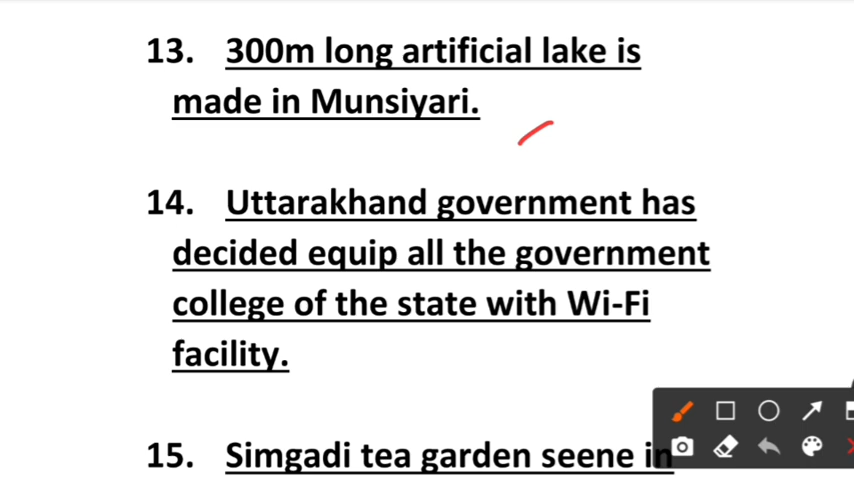 13. 300m long artificial lake is
made in Munsiyari.
14. Uttarakhand government has
decided equip all the government
college of the state with Wi-Fi
facility.
15. Simgadi tea garden seene in